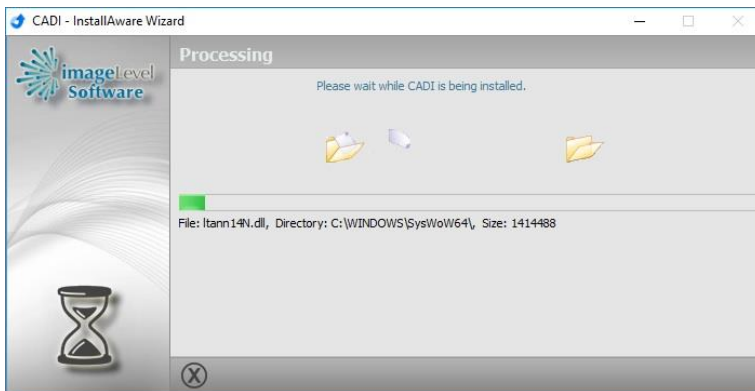 CADI - InstallAware Wizard
imageLevel
Software
Processing
Please wait while CADI is being installed.
File: ltann14N.dll, Directory: C:\WINDOWS\SysWoW64\, Size: 1414488